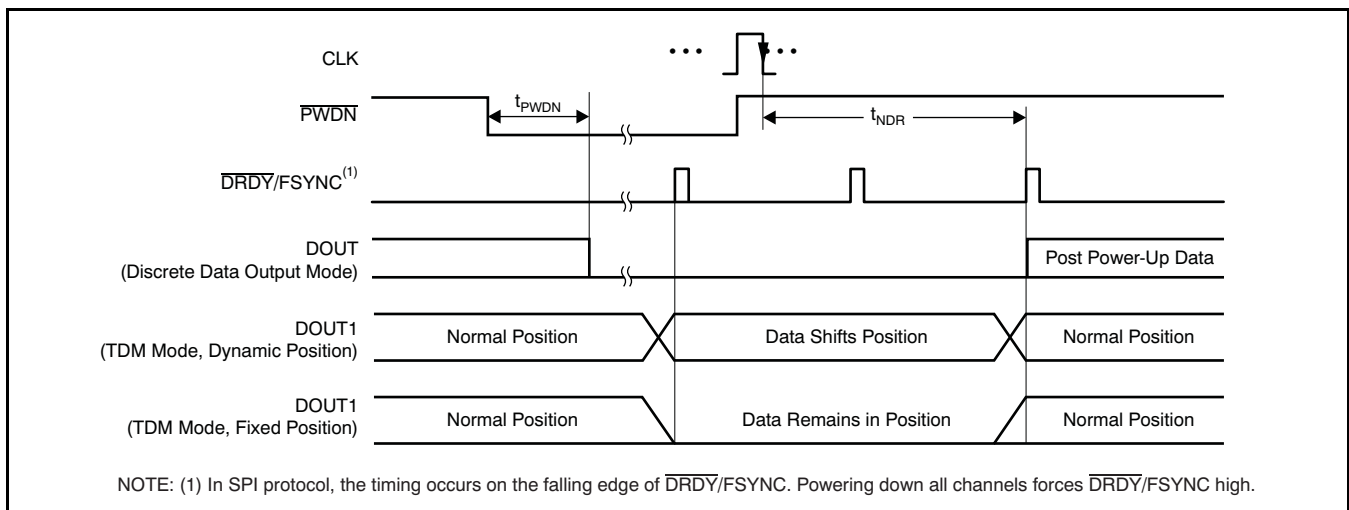 CLK
PWDN
tPWDN
tNDR
DRDY/FSYNC(1)
DOUT
(Discrete Data Output Mode)
Post Power-Up Data
DOUT1
(TDM Mode, Dynamic Position)
Normal Position
Data Shifts Position
Normal Position
DOUT1
(TDM Mode, Fixed Position)
Normal Position
Data Remains in Position
Normal Position
NOTE: (1) In SPI protocol, the timing occurs on the falling edge of DRDY/FSYNC. Powering down all channels forces DRDY/FSYNC high.